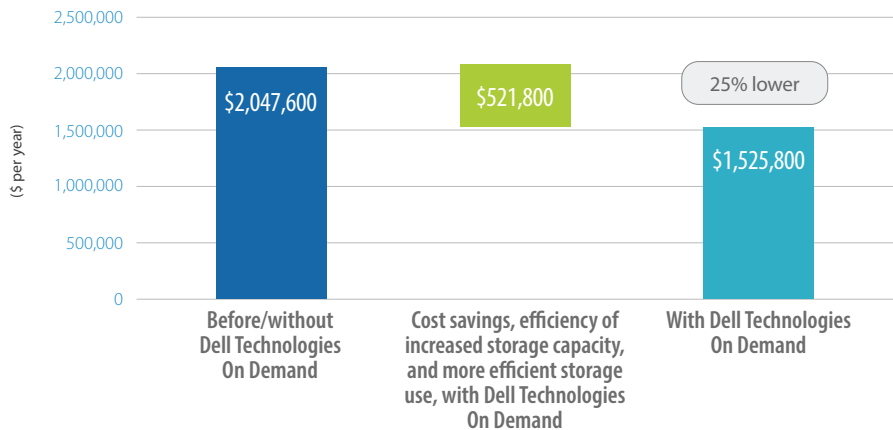 2,500,000
2,000,000
1,500,000
1,000,000
500,000
0
($ per year)
$2,047,600
$521,800
25% lower
$1,525,800
Before/without
Dell Technologies
On Demand
Cost savings, efficiency of
increased storage capacity,
and more efficient storage
use, with Dell Technologies
On Demand
With Dell Technologies
On Demand